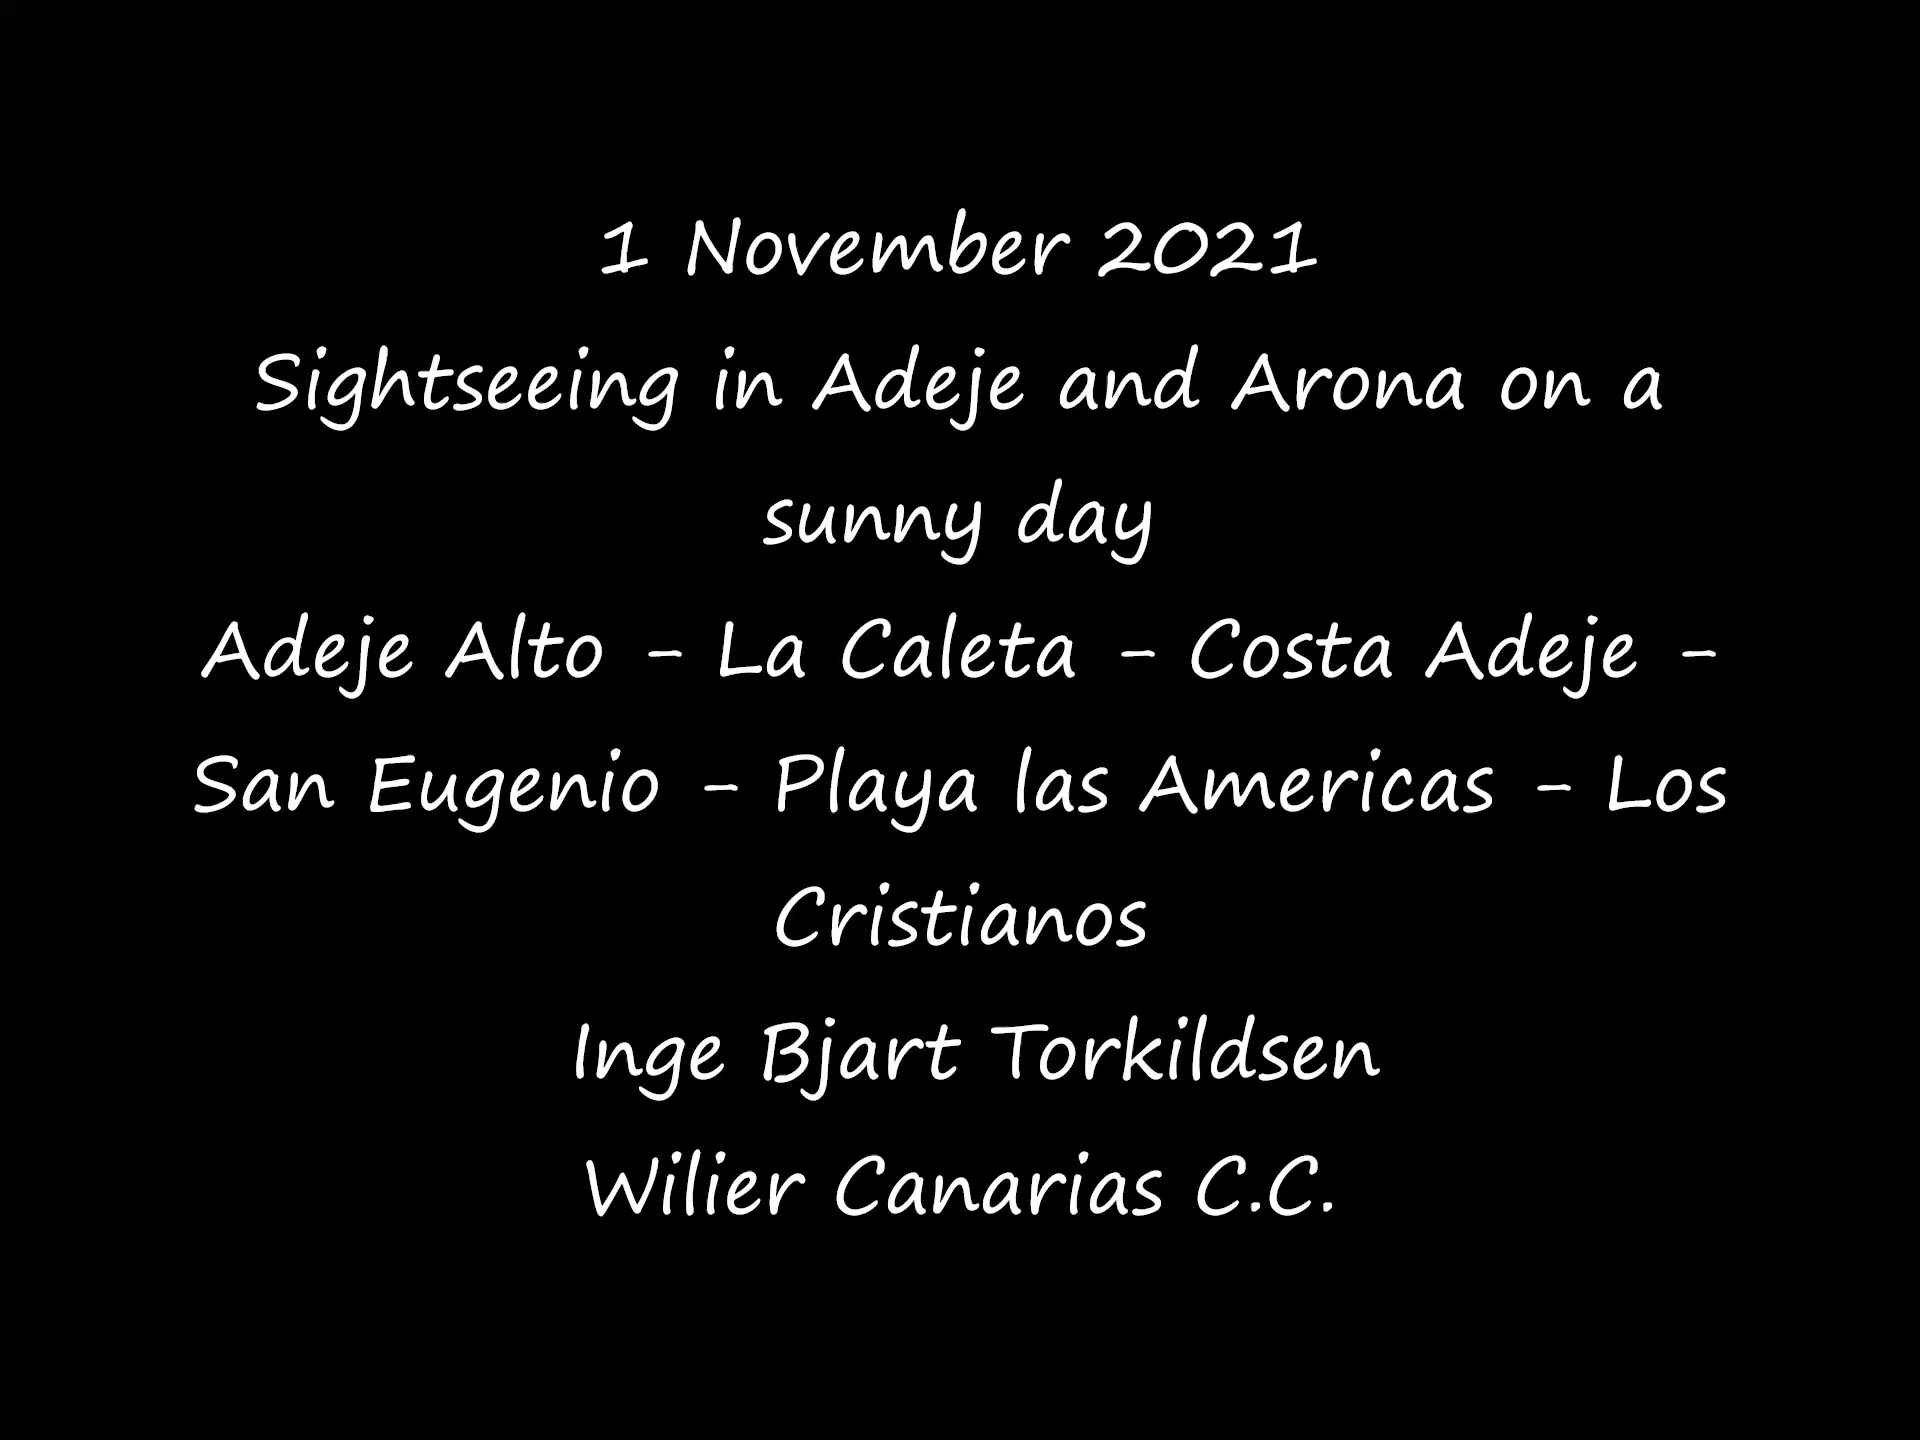 1 November 2021
Sightseeing in Adeje and Arona on a
sunny day
Adeje Alto - La Caleta - Costa Adeje -
San Eugenio - Playa las Americas - Los
Cristianos
Inge Bjart Torkildsen
Wilier Canarias C.C.